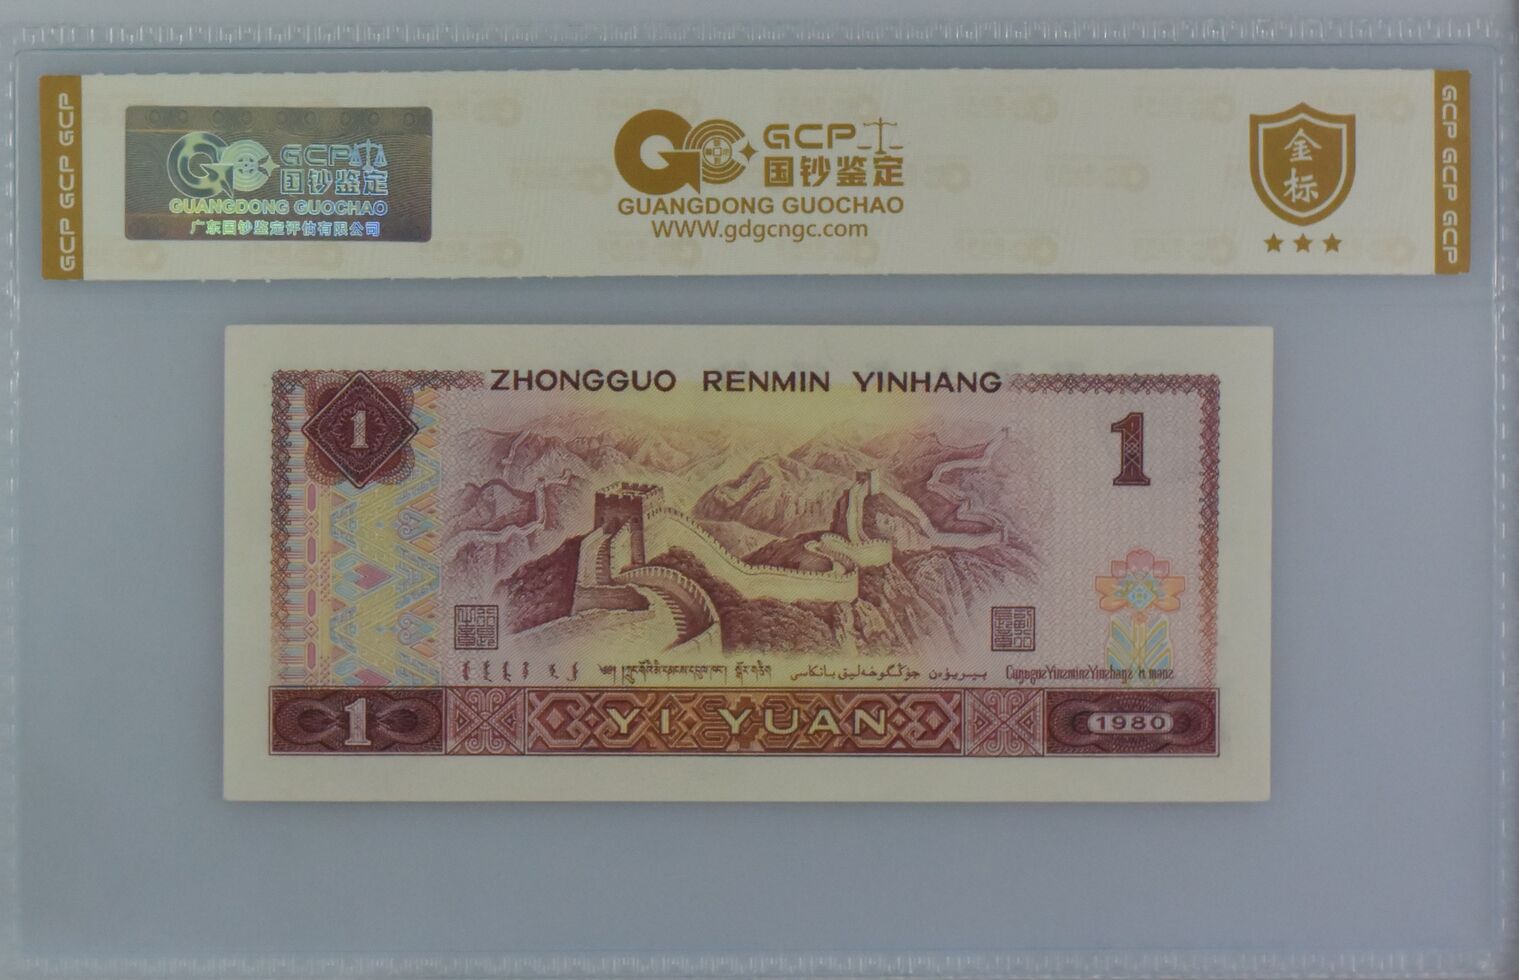 GCP GCP GCP
GCP
国钞鉴定
GUANGDONG GUOCHAO
广东国钞鉴定评估有限公司
GCP
国钞鉴定
GUANGDONG GUOCHAO
WWW.gdgcngc.com
金标
GCP GCP GCP
ZHONGGUO RENMIN YINHANG
1
1
1
YI YUAN
1980